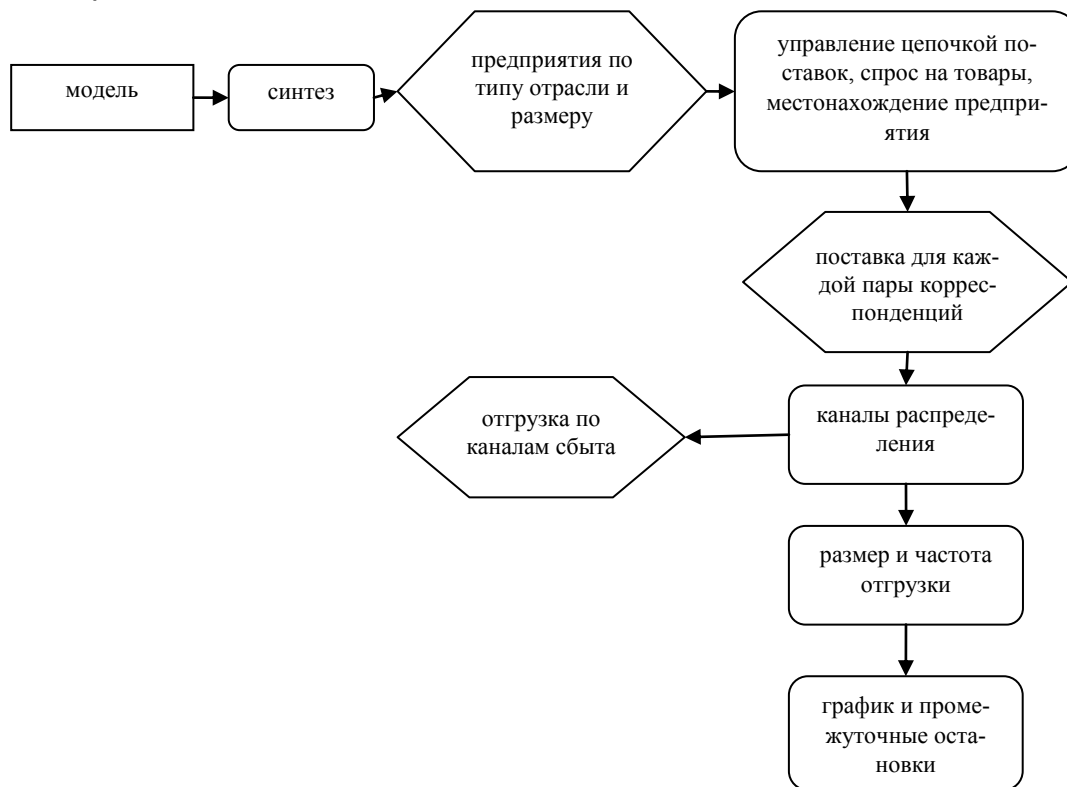 модель
синтез
предприятия по
типу отрасли и
размеру
управление цепочкой по-
ставок, спрос на товары,
местонахождение предпри-
ятия
поставка для каж-
дой пары коррес-
понденций
отгрузка по
каналам сбыта
каналы распреде-
ления
размер и частота
отгрузки
график и проме-
жуточные оста-
новки